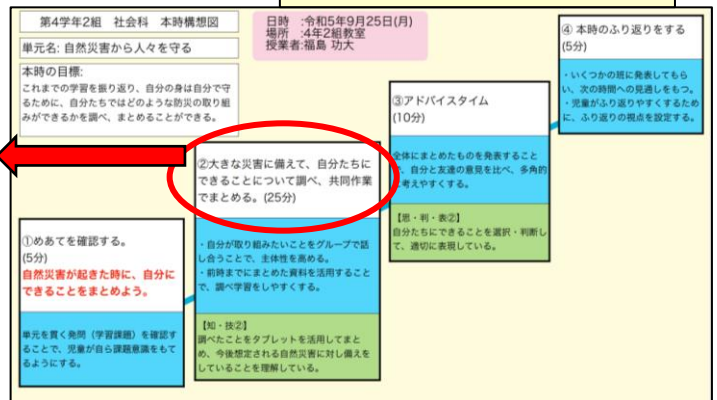 第4学年2組　社会科　本時構想図
単元名: 自然災害から人々を守る
本時の目標:
これまでの学習を振り返り、自分の身は自分で守
るために、自分たちではどのような防災の取り組
みができるかを調べ、まとめることができる。
日時　:令和5年9月25日(月)
場所　:4年2組教室
授業者:福島 功大
①めあてを確認する。
(5分)
自然災害が起きた時に、自分に
できることをまとめよう。
単元を貫く発問（学習課題）を確認す
ることで、児童が自ら課題意識をもて
るようにする。
②大きな災害に備えて、自分たちに
できることについて調べ、共同作業
でまとめる。(25分)
・自分が取り組みたいことをグループで話
し合うことで、主体性を高める。
・前時までにまとめた資料を活用すること
で、調べ学習をしやすくする。
【知・技②】
調べたことをタブレットを活用してまと
め、今後想定される自然災害に対し備えを
していることを理解している。
③アドバイスタイム
(10分)
全体にまとめたものを発表すること
で、自分と友達の意見を比べ、多角的
に考えやすくする。
【思・判・表②】
自分たちにできることを選択・判断し
て、適切に表現している。
④ 本時のふり返りをする
(5分)
・いくつかの班に発表してもら
い、次の時間への見通しをもつ。
・児童がふり返りやすくするため
に、ふり返りの視点を設定する。